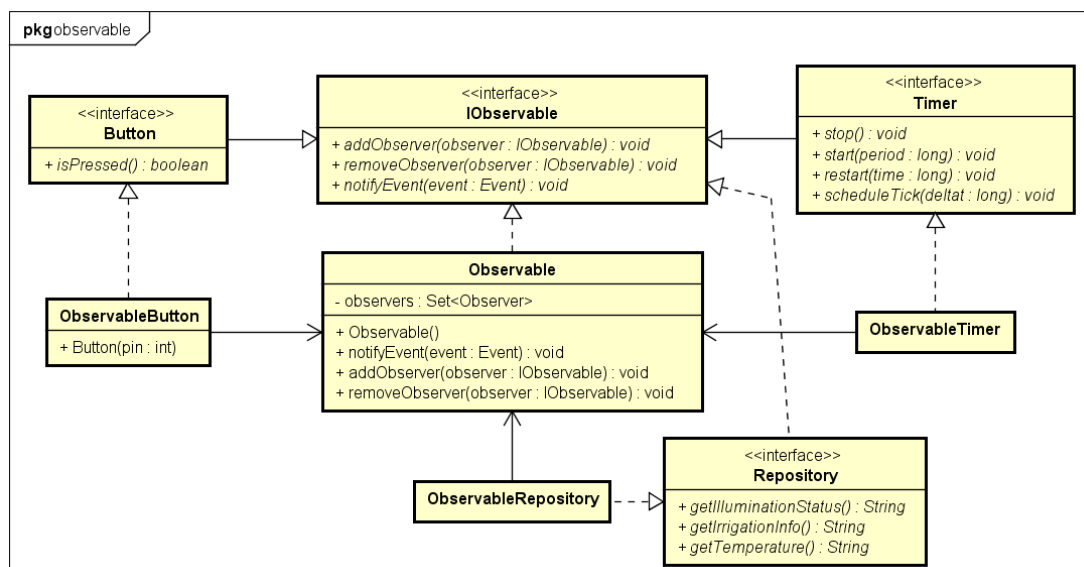 pkg observable
<<interface>>
Button
+ isPressed() : boolean
<<interface>>
IObservable
+ addObserver(observer : IObservable) : void
+ removeObserver(observer : IObservable) : void
+ notifyEvent(event : Event) : void
<<interface>>
Timer
+ stop() : void
+ start(period : long) : void
+ restart(time : long) : void
+ scheduleTick(deltat : long) : void
ObservableButton
+ Button(pin : int)
Observable
- observers : Set<Observer>
+ Observable()
+ notifyEvent(event : Event) : void
+ addObserver(observer : IObservable) : void
+ removeObserver(observer : IObservable) : void
ObservableTimer
ObservableRepository
<<interface>>
Repository
+ getIlluminationStatus() : String
+ getIrrigationInfo() : String
+ getTemperature() : String